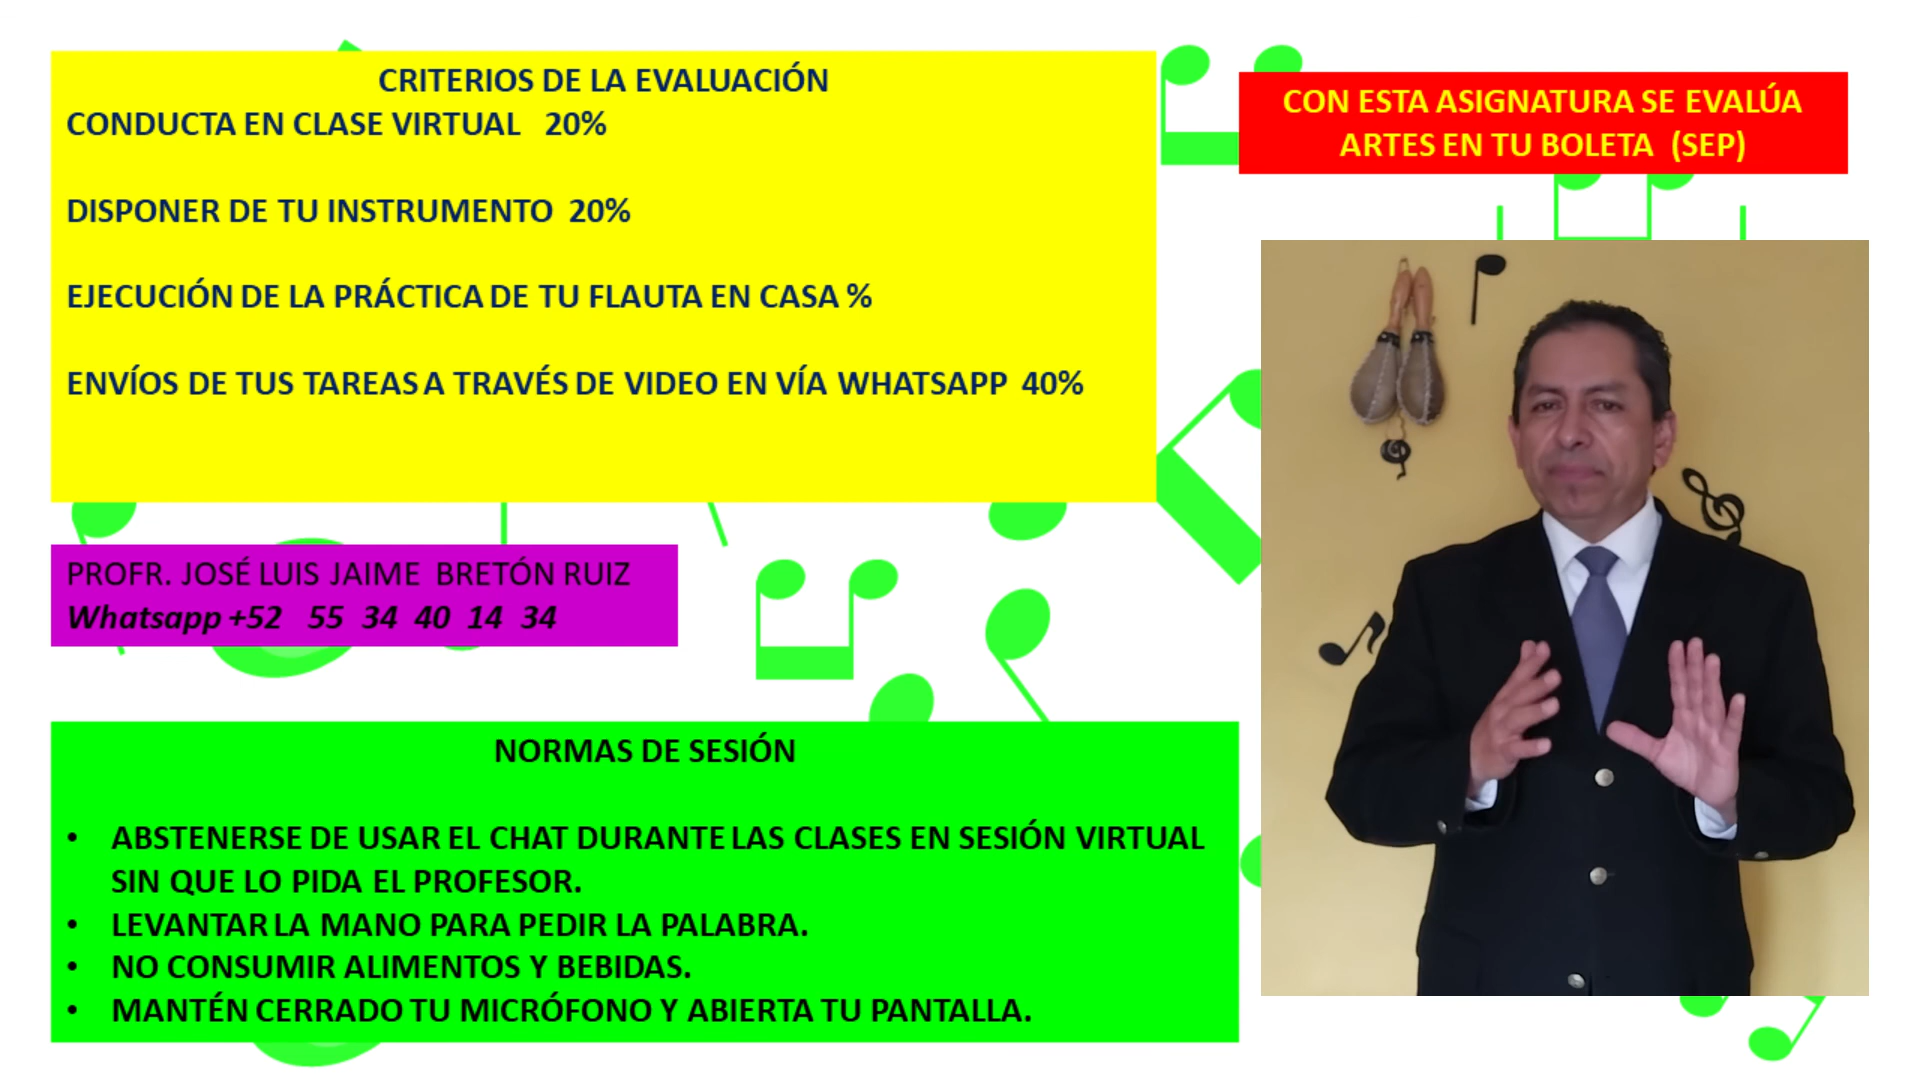 CRITERIOS DE LA EVALUACIÓN
CONDUCTA EN CLASE VIRTUAL 20%
DISPONER DE TU INSTRUMENTO 20%
EJECUCIÓN DE LA PRÁCTICA DE TU FLAUTA EN CASA %
ENVÍOS DE TUS TAREAS A TRAVÉS DE VIDEO EN VÍA WHATSAPP 40%
CON ESTA ASIGNATURA SE EVALÚA
ARTES EN TU BOLETA (SEP)
PROFR. JOSÉ LUIS JAIME BRETÓN RUIZ
Whatsapp +52 55 34 40 14 34
NORMAS DE SESIÓN
• ABSTENERSE DE USAR EL CHAT DURANTE LAS CLASES EN SESIÓN VIRTUAL
SIN QUE LO PIDA EL PROFESOR.
• LEVANTAR LA MANO PARA PEDIR LA PALABRA.
• NO CONSUMIR ALIMENTOS Y BEBIDAS.
• MANTÉN CERRADO TU MICRÓFONO Y ABIERTA TU PANTALLA.